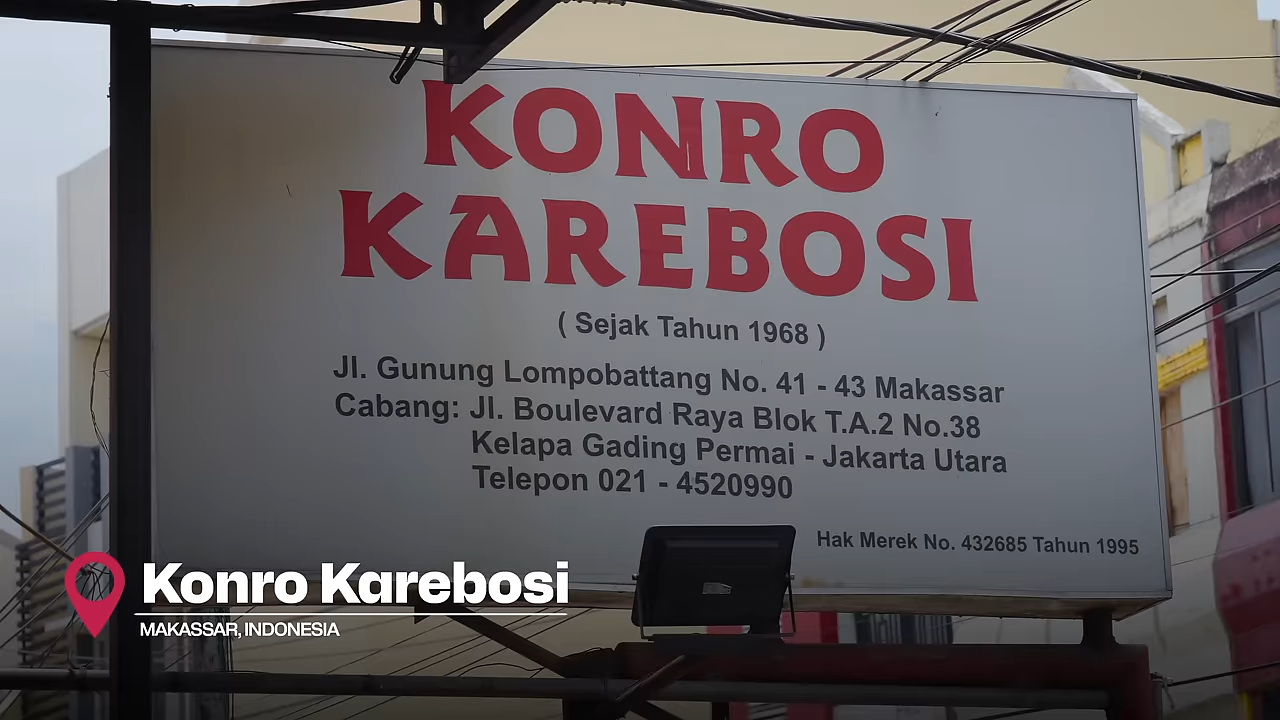 KONRO
KAREBOSI
( Sejak Tahun 1968 )
Jl. Gunung Lompobattang No. 41 - 43 Makassar
Cabang: Jl. Boulevard Raya Blok T.A.2 No.38
Kelapa Gading Permai - Jakarta Utara
Telepon 021 - 4520990
Hak Merek No. 432685 Tahun 1995
Konro Karebosi
MAKASSAR, INDONESIA